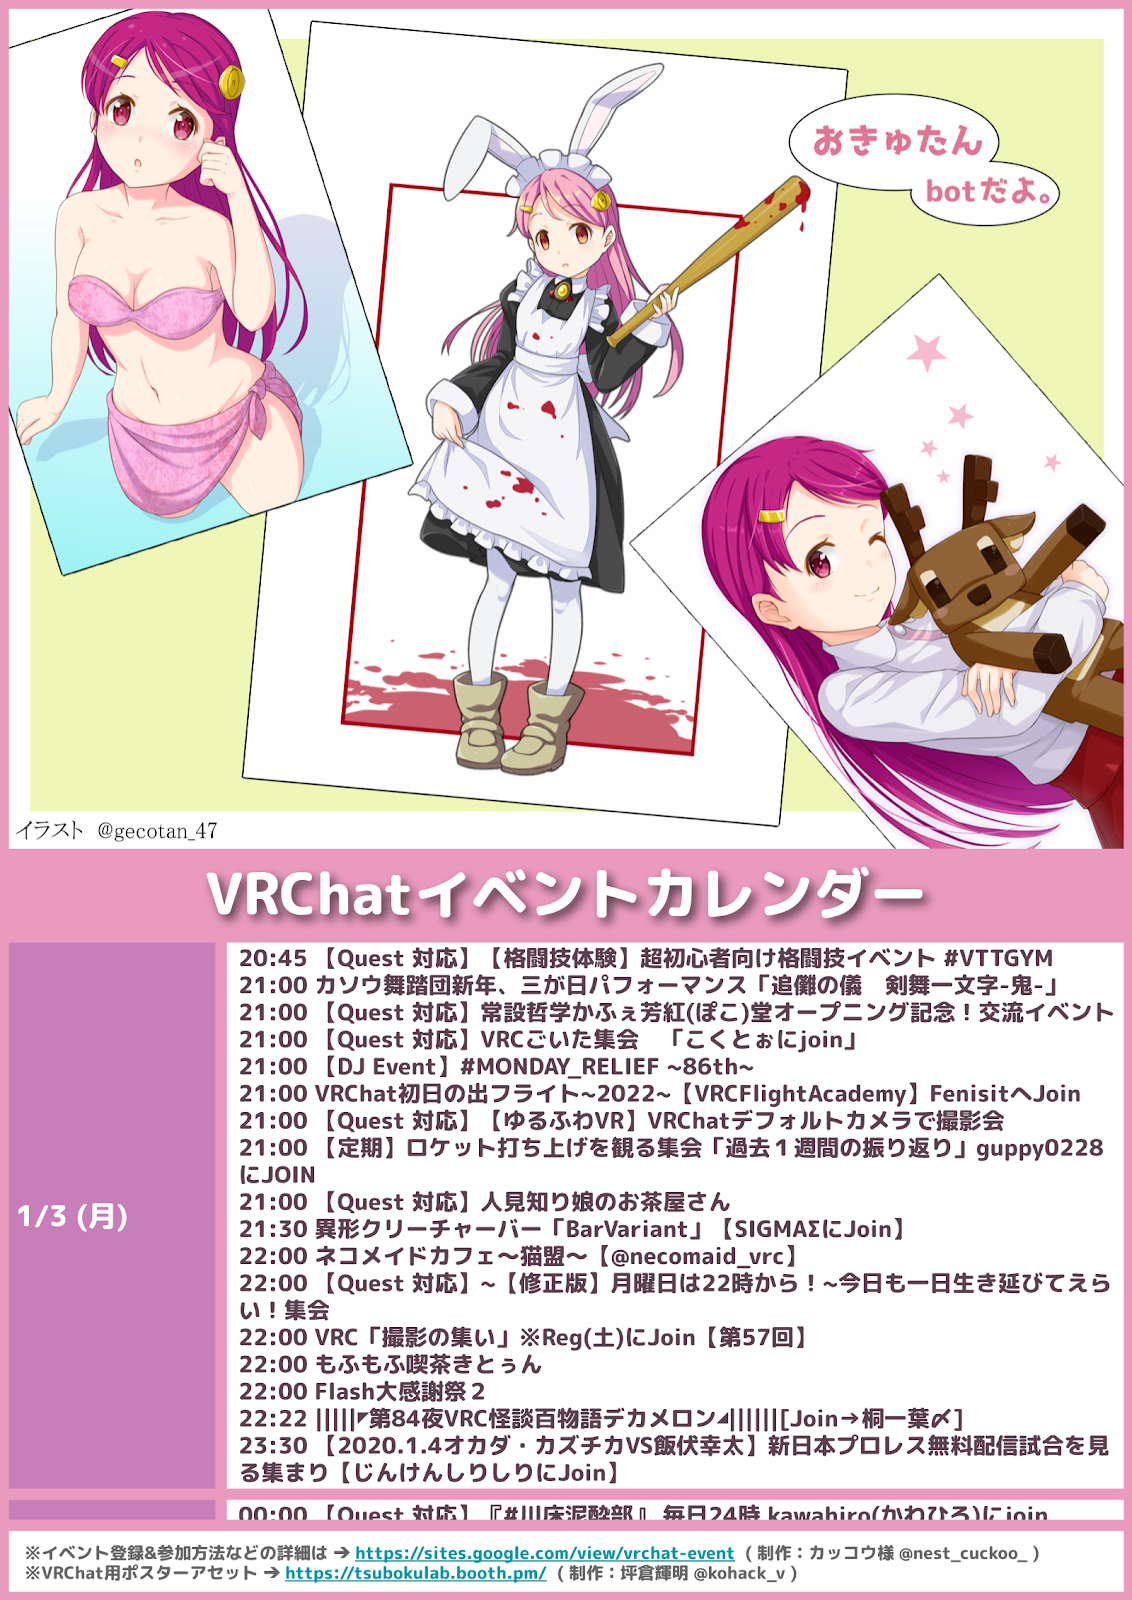 おきゅたん
botだよ。
イラスト @gecotan_47
VRChatイベントカレンダー
1/3 (月)
20:45 【Quest 対応】【格闘技体験】超初心者向け格闘技イベント #VTTGYM
21:00 カソウ舞踏団新年、三が日パフォーマンス「追儺の儀　剣舞一文字-鬼-」
21:00 【Quest 対応】常設哲学かふぇ芳紅(ぽこ)堂オープニング記念！交流イベント
21:00 【Quest 対応】VRCごいた集会　「こくとぉにjoin」
21:00 【DJ Event】#MONDAY_RELIEF ~86th~
21:00 VRChat初日の出フライト~2022~【VRCFlightAcademy】FenisitへJoin
21:00 【Quest 対応】【ゆるふわVR】VRChatデフォルトカメラで撮影会
21:00 【定期】ロケット打ち上げを観る集会「過去１週間の振り返り」guppy0228
にJOIN
21:00 【Quest 対応】人見知り娘のお茶屋さん
21:30 異形クリーチャーバー「BarVariant」【SIGMAΣにJoin】
22:00 ネコメイドカフェ～猫盟～【@necomaid_vrc】
22:00 【Quest 対応】~【修正版】月曜日は22時から！~今日も一日生き延びてえら
い！集会
22:00 VRC「撮影の集い」※Reg(土)にJoin【第57回】
22:00 もふもふ喫茶きとぅん
22:00 Flash大感謝祭２
22:22 |||||◤第84夜VRC怪談百物語デカメロン◢||||||[Join→桐一葉〆]
23:30 【2020.1.4オカダ・カズチカVS飯伏幸太】新日本プロレス無料配信試合を見
る集まり【じんけんしりしりにJoin】
00:00 【Quest 対応】『#川床泥酔部』 毎日24時 kawahiro(かわひろ)にjoin
※イベント登録&参加方法などの詳細は → https://sites.google.com/view/vrchat-event （制作：カッコウ様 @nest_cuckoo_ ）
※VRChat用ポスターアセット → https://tsubokulab.booth.pm/ （制作：坪倉輝明 @kohack_v ）